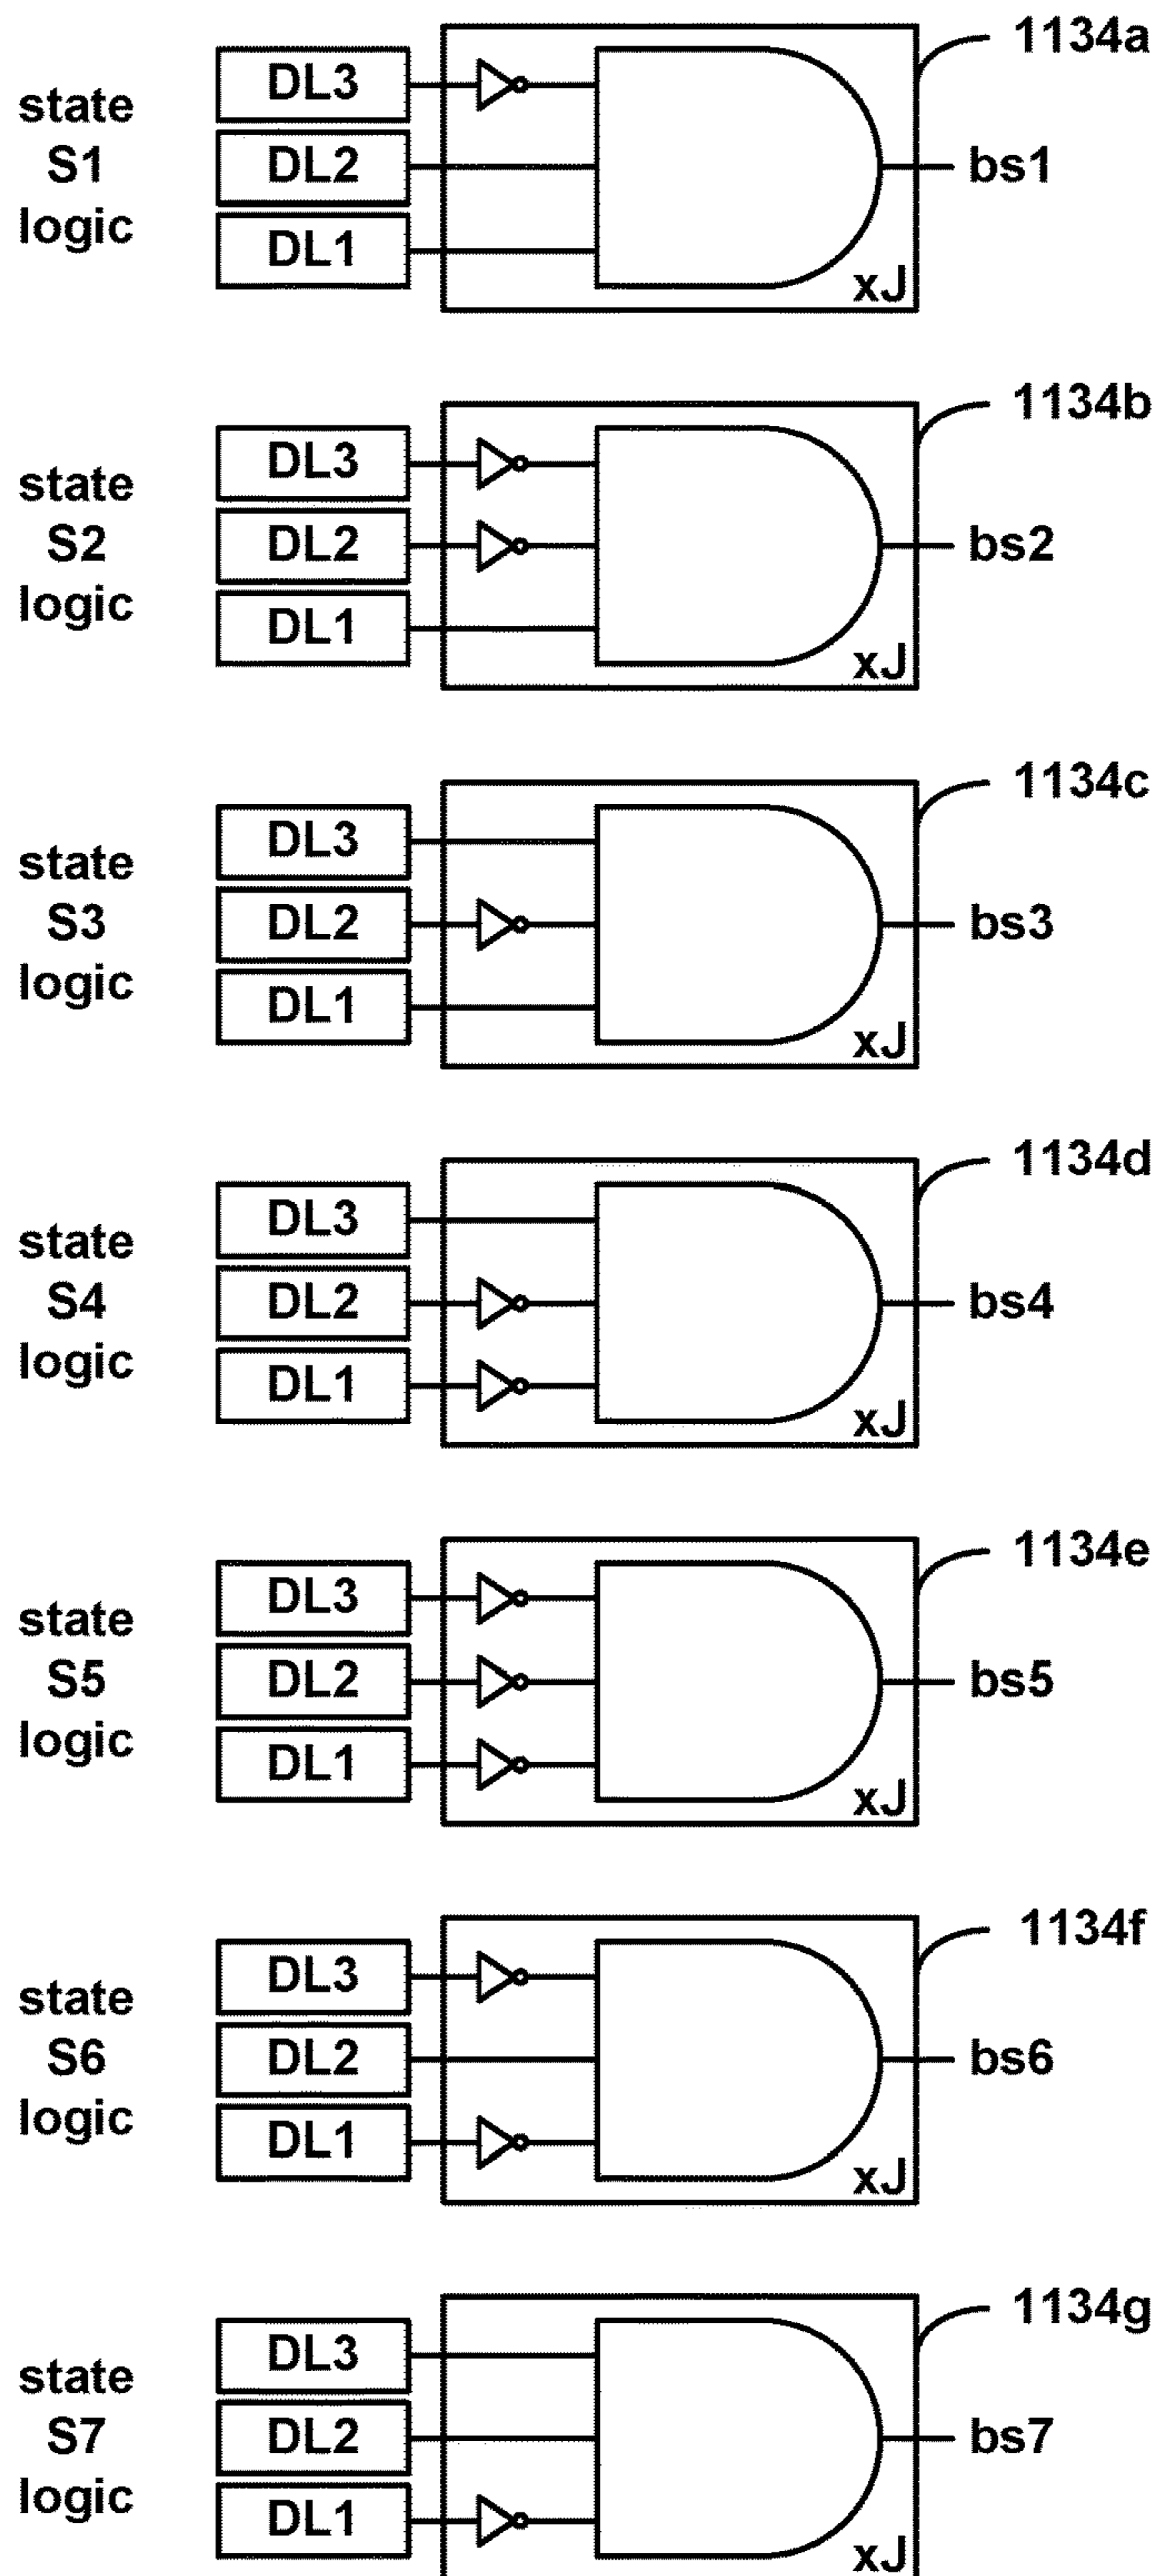 1134a
state
S1
logic
DL3
DL2
DL1
bs1
xJ
1134b
state
S2
logic
DL3
DL2
DL1
bs2
xJ
1134c
state
S3
logic
DL3
DL2
DL1
bs3
xJ
1134d
state
S4
logic
DL3
DL2
DL1
bs4
xJ
1134e
state
S5
logic
DL3
DL2
DL1
bs5
xJ
1134f
state
S6
logic
DL3
DL2
DL1
bs6
xJ
1134g
state
S7
logic
DL3
DL2
DL1
bs7
xJ